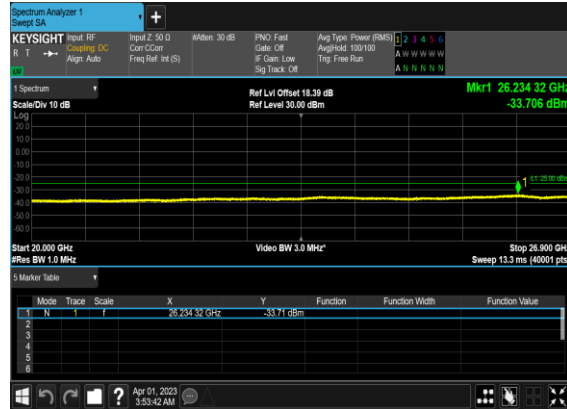 Spectrum Analyzer 1
Swept SA
+
KEYSIGHT Input: RF Input Z: 50 Ω #Atten: 30 dB PNO: Fast Avg Type: Power (RMS) 1 2 3 4 5 6
R T Coupling: DC Corr CCorr Gate: Off Avg|Hold: 100/100 A W W W W W
Align: Auto Freq Ref: Int (S) IF Gain: Low Trig: Free Run
Sig Track: Off A N N N N N
1 Spectrum Ref Lvl Offset 18.39 dB Mkr1 26.234 32 GHz
Scale/Div 10 dB Ref Level 30.00 dBm -33.706 dBm
Log
20.0
10.0
0.00
-10.0
-20.0
-30.0
-40.0
-50.0
-60.0
1
Start 20.000 GHz Video BW 3.0 MHz* Stop 26.900 GHz
#Res BW 1.0 MHz Sweep 13.3 ms (40001 pts
5 Marker Table
Mode Trace Scale X Y Function Function Width Function Value
1 N 1 f 26.234 32 GHz -33.71 dBm
2
3
4
5
6
? Apr 01, 2023
3:53:42 AM